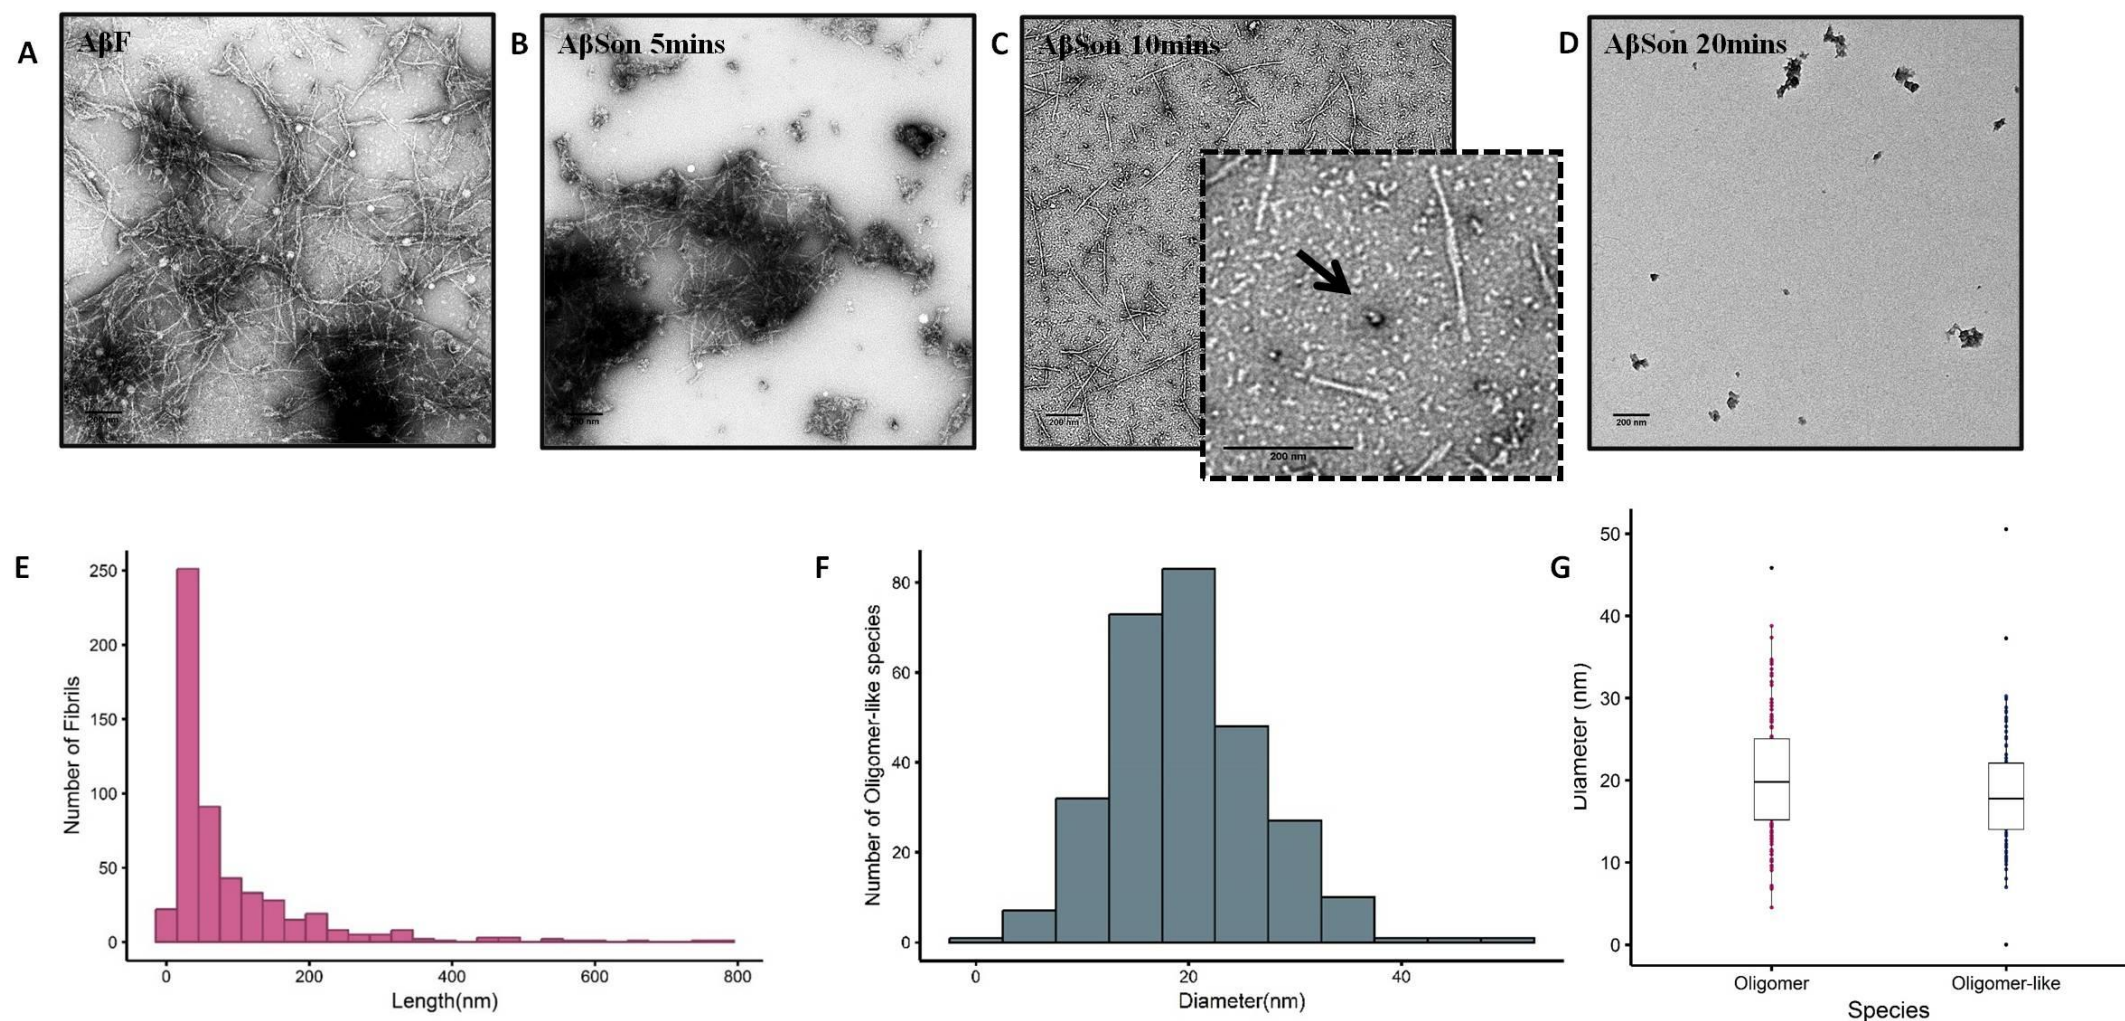 A
AβF
B
AβSon 5mins
C
AβSon 10mins
D
AβSon 20mins
200 nm
200 nm
200 nm
E
250
200
150
100
50
0
Number of Fibrils
0 200 400 600 800
Length(nm)
F
80
60
40
20
0
Number of Oligomer-like species
0 20 40
Diameter(nm)
G
50
40
30
20
10
0
Diameter (nm)
Oligomer Oligomer-like
Species